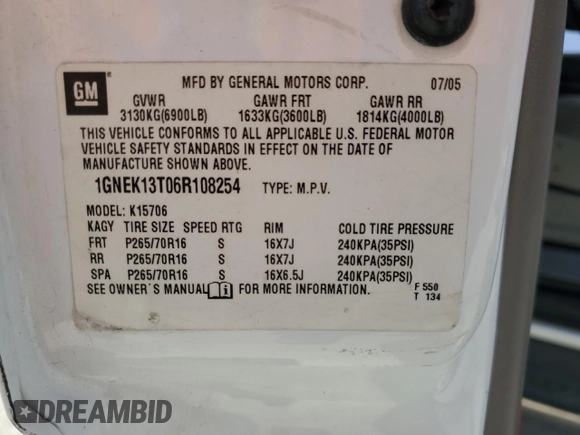 GM
MFD BY GENERAL MOTORS CORP. 07/05
GVWR GAWR FRT GAWR RR
3130KG(6900LB) 1633KG(3600LB) 1814KG(4000LB)
THIS VEHICLE CONFORMS TO ALL APPLICABLE U.S. FEDERAL MOTOR
VEHICLE SAFETY STANDARDS IN EFFECT ON THE DATE OF
MANUFACTURE SHOWN ABOVE.
1GNEK13T06R108254 TYPE: M.P.V.
MODEL: K15706
KAGY TIRE SIZE SPEED RTG RIM COLD TIRE PRESSURE
FRT P265/70R16 S 16X7J 240KPA(35PSI)
RR P265/70R16 S 16X7J 240KPA(35PSI)
SPA P265/70R16 S 16X6.5J 240KPA(35PSI)
SEE OWNER'S MANUAL FOR MORE INFORMATION. F 550
T 134
DREAMBID